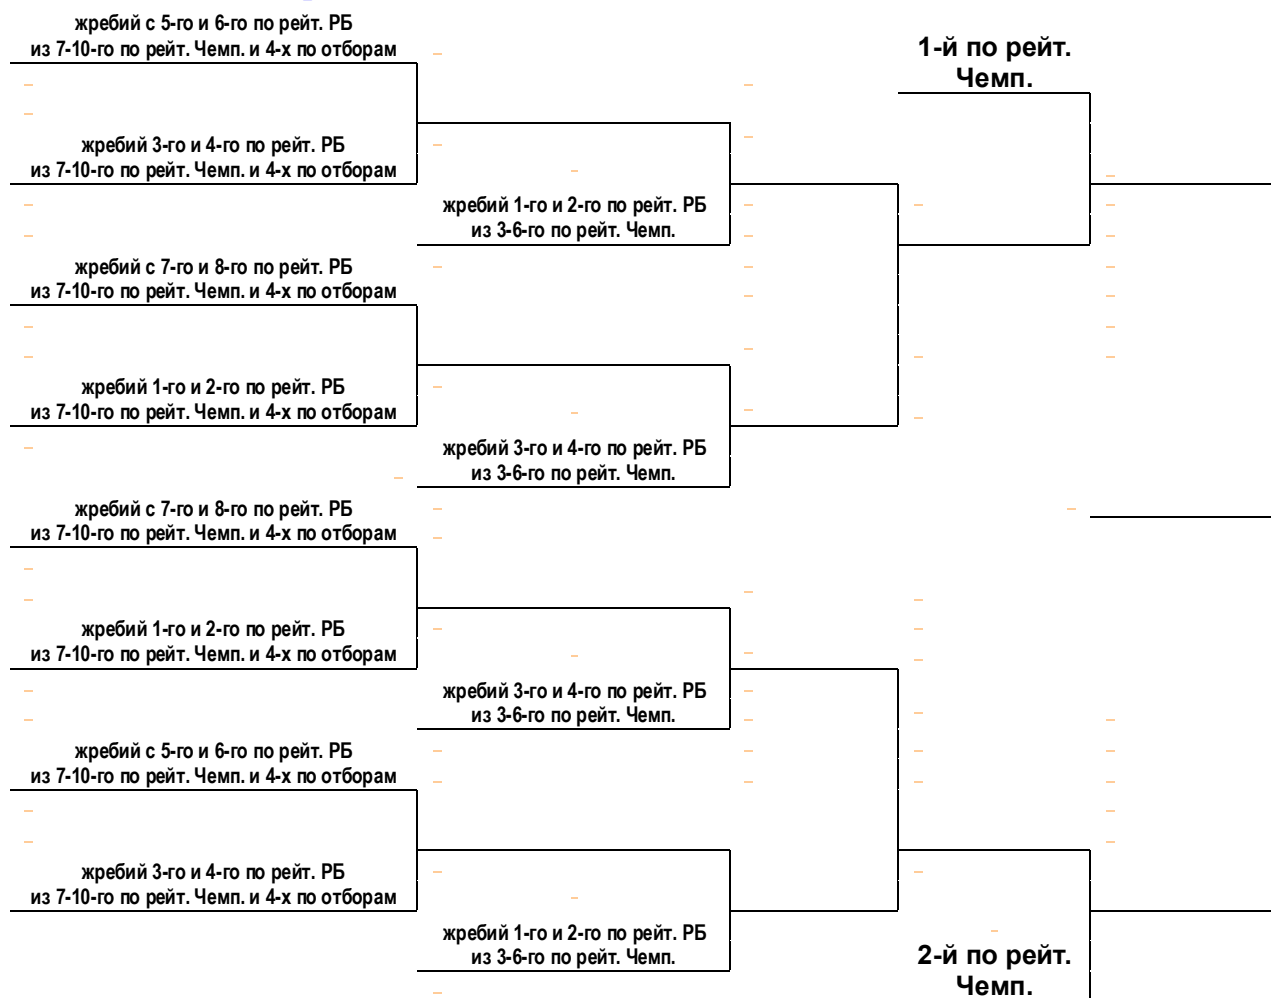 жребий с 5-го и 6-го по рейт. РБ
из 7-10-го по рейт. Чемп. и 4-х по отборам
1-й по рейт.
Чемп.
жребий 3-го и 4-го по рейт. РБ
из 7-10-го по рейт. Чемп. и 4-х по отборам
жребий 1-го и 2-го по рейт. РБ
из 3-6-го по рейт. Чемп.
жребий с 7-го и 8-го по рейт. РБ
из 7-10-го по рейт. Чемп. и 4-х по отборам
жребий 1-го и 2-го по рейт. РБ
из 7-10-го по рейт. Чемп. и 4-х по отборам
жребий 3-го и 4-го по рейт. РБ
из 3-6-го по рейт. Чемп.
жребий с 7-го и 8-го по рейт. РБ
из 7-10-го по рейт. Чемп. и 4-х по отборам
жребий 1-го и 2-го по рейт. РБ
из 7-10-го по рейт. Чемп. и 4-х по отборам
жребий 3-го и 4-го по рейт. РБ
из 3-6-го по рейт. Чемп.
жребий с 5-го и 6-го по рейт. РБ
из 7-10-го по рейт. Чемп. и 4-х по отборам
жребий 3-го и 4-го по рейт. РБ
из 7-10-го по рейт. Чемп. и 4-х по отборам
жребий 1-го и 2-го по рейт. РБ
из 3-6-го по рейт. Чемп.
2-й по рейт.
Чемп.